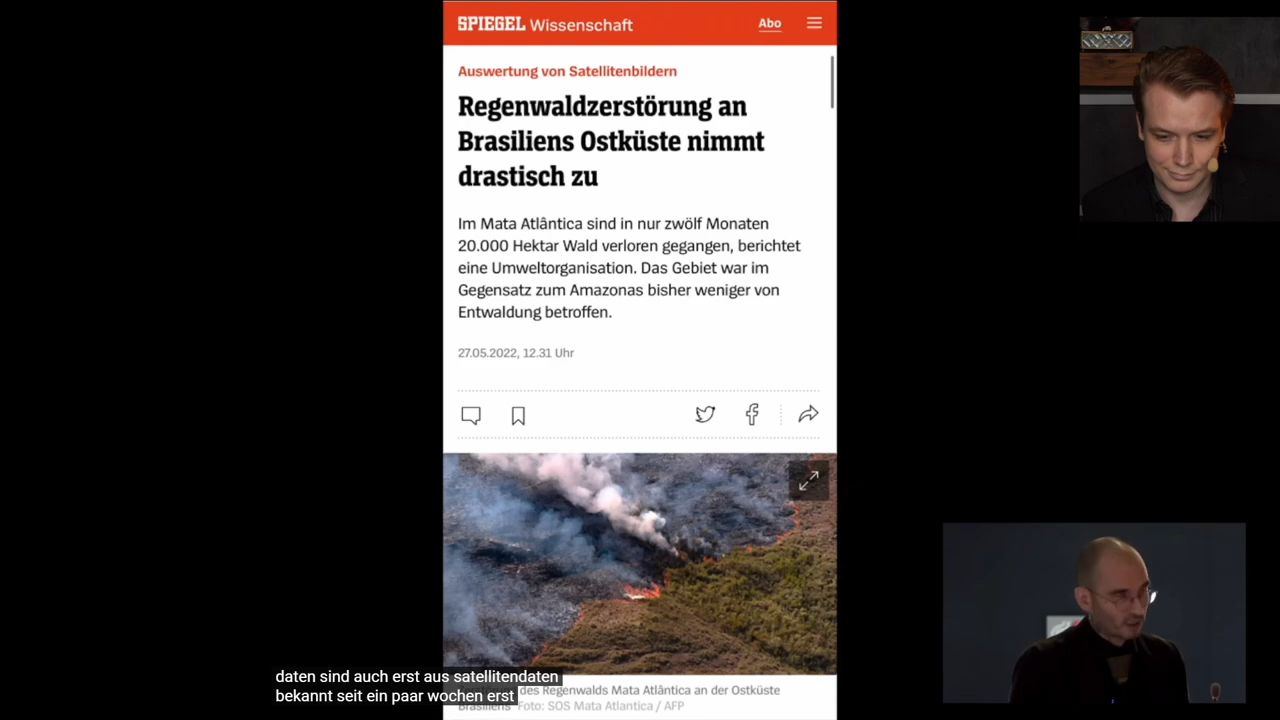 SPIEGEL Wissenschaft
Abo
Auswertung von Satellitenbildern
Regenwaldzerstörung an
Brasiliens Ostküste nimmt
drastisch zu
Im Mata Atlântica sind in nur zwölf Monaten
20.000 Hektar Wald verloren gegangen, berichtet
eine Umweltorganisation. Das Gebiet war im
Gegensatz zum Amazonas bisher weniger von
Entwaldung betroffen.
27.05.2022, 12.31 Uhr
daten sind auch erst aus satellitendaten
bekannt seit ein paar wochen erst
des Regenwalds Mata Atlântica an der Ostküste
Brasiliens Foto: SOS Mata Atlantica / AFP